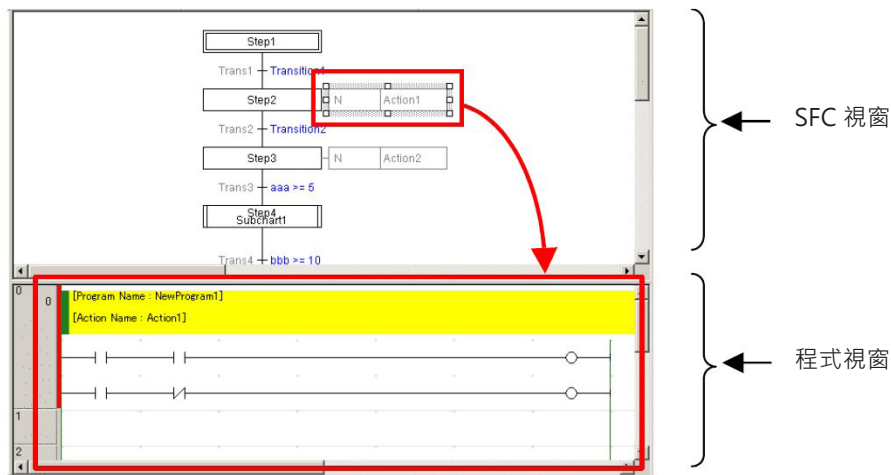 Step1
Trans1 Transition1
Step2 N Action1
Trans2 Transition2
Step3 N Action2
Trans3 aaa >= 5
Step4
Subchart1
Trans4 bbb >= 10
SFC 視窗
0 0 [Program Name : NewProgram1]
[Action Name : Action1]
程式視窗
1
2